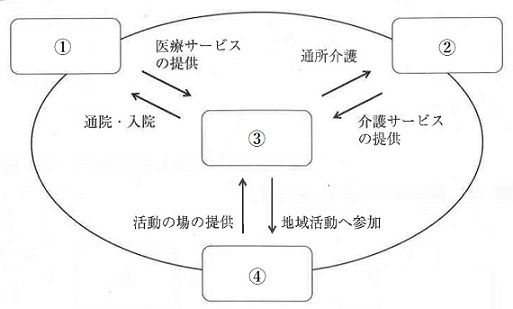 ①
②
医療サービス
の提供
通所介護
通院・入院
③
介護サービス
の提供
活動の場の提供
地域活動へ参加
④